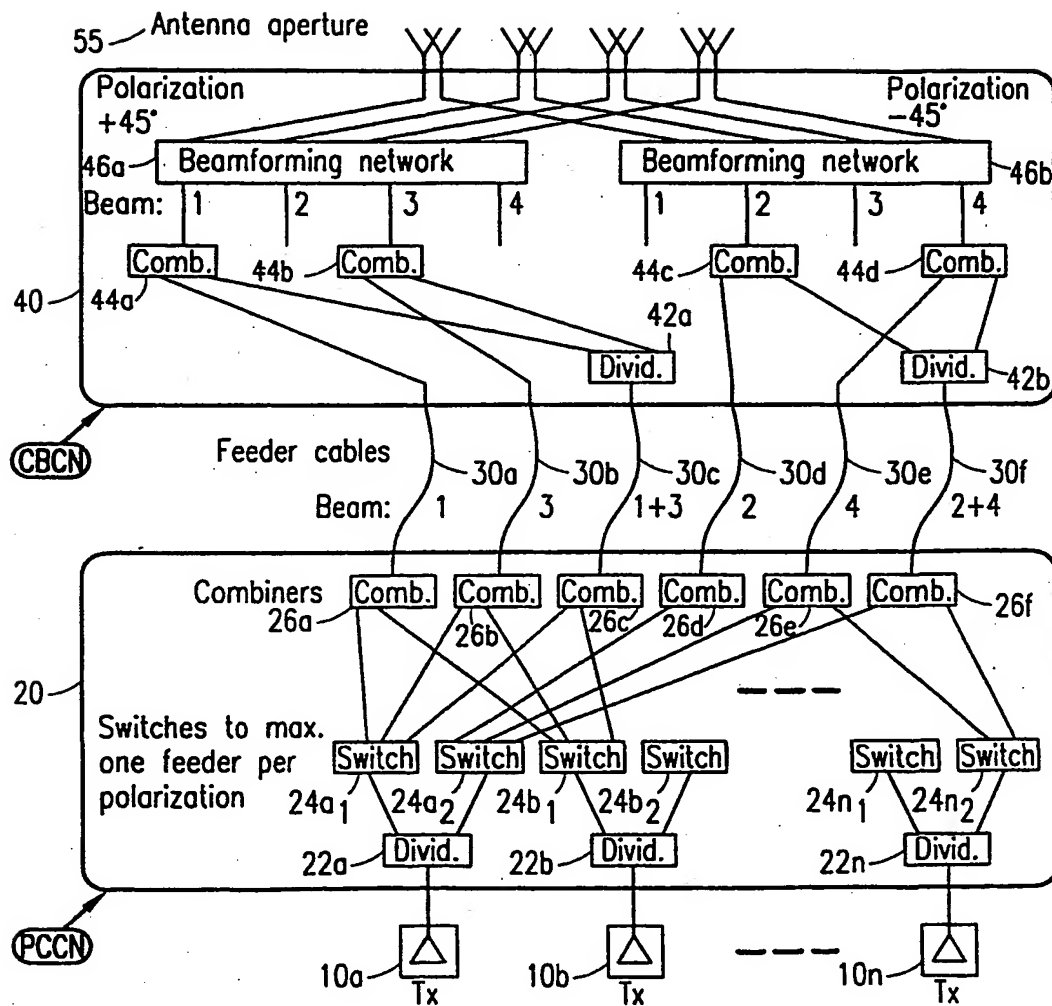 55 Antenna aperture
Polarization +45°
Polarization -45°
46a Beamforming network
Beamforming network 46b
Beam: 1 2 3 4 1 2 3 4
Comb. 44b Comb. 44c Comb. 44d Comb.
40 44a
42a
Divid. Divid. 42b
CBCN
Feeder cables 30a 30b 30c 30d 30e 30f
Beam: 1 3 1+3 2 4 2+4
Combiners Comb. Comb. Comb. Comb. Comb. Comb.
26a 26b 26c 26d 26e 26f
20
Switches to max.
one feeder per
polarization
Switch Switch Switch Switch Switch Switch
24a1 24a2 24b1 24b2 24n1 24n2
22a Divid. 22b Divid. 22n Divid.
PCCN
10a 10b 10n
Tx Tx Tx